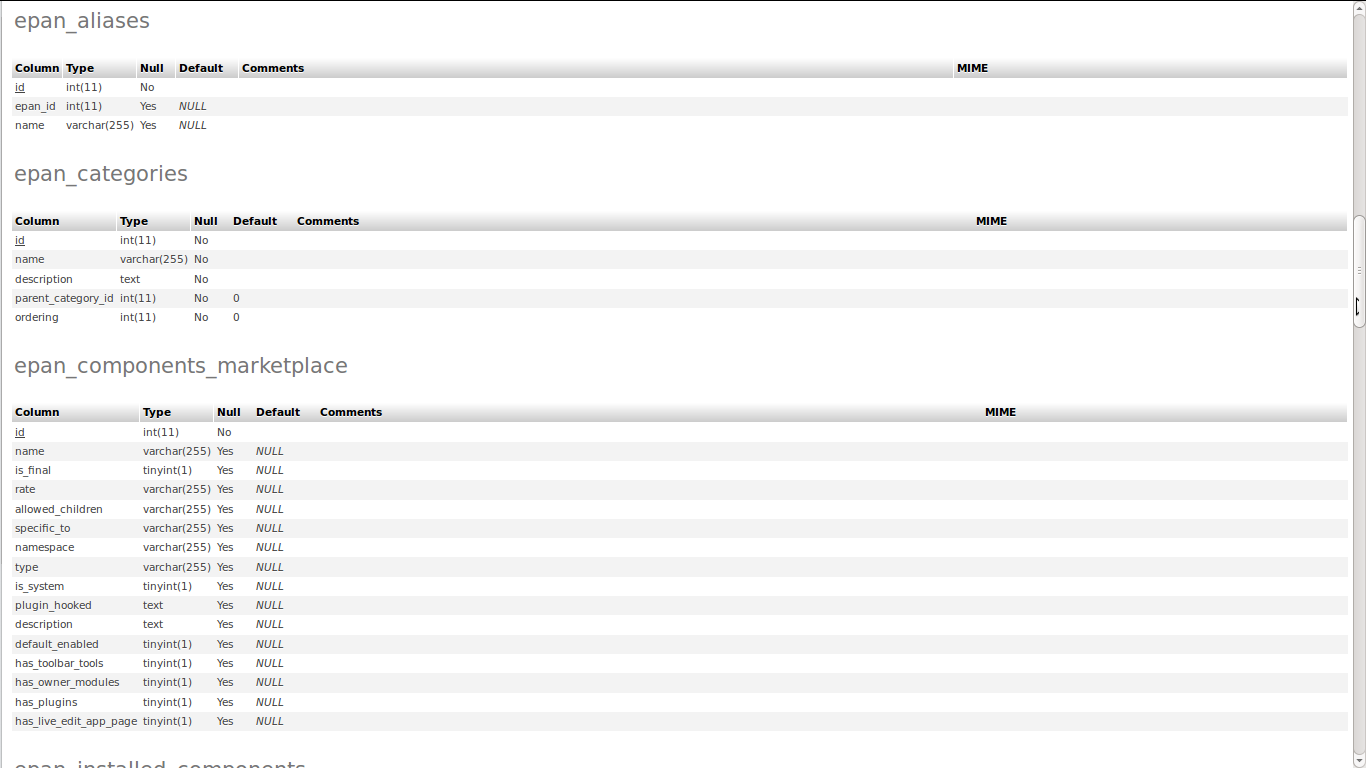 epan_aliases
Column Type Null Default Comments MIME
id int(11) No
epan_id int(11) Yes NULL
name varchar(255) Yes NULL
epan_categories
Column Type Null Default Comments MIME
id int(11) No
name varchar(255) No
description text No
parent_category_id int(11) No 0
ordering int(11) No 0
epan_components_marketplace
Column Type Null Default Comments MIME
id int(11) No
name varchar(255) Yes NULL
is_final tinyint(1) Yes NULL
rate varchar(255) Yes NULL
allowed_children varchar(255) Yes NULL
specific_to varchar(255) Yes NULL
namespace varchar(255) Yes NULL
type varchar(255) Yes NULL
is_system tinyint(1) Yes NULL
plugin_hooked text Yes NULL
description text Yes NULL
default_enabled tinyint(1) Yes NULL
has_toolbar_tools tinyint(1) Yes NULL
has_owner_modules tinyint(1) Yes NULL
has_plugins tinyint(1) Yes NULL
has_live_edit_app_page tinyint(1) Yes NULL
epan_installed_components